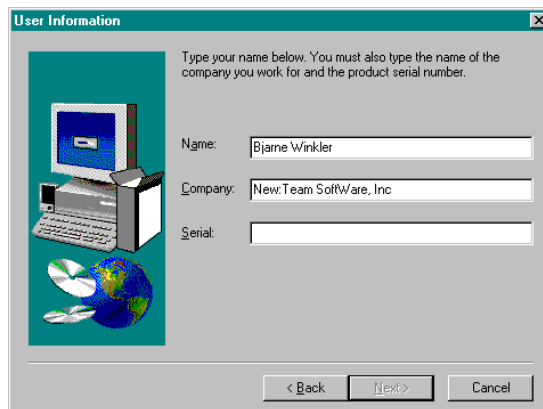 User Information
Type your name below. You must also type the name of the
company you work for and the product serial number.
Name: Bjarne Winkler
Company: New:Team SoftWare, Inc
Serial:
< Back Next > Cancel